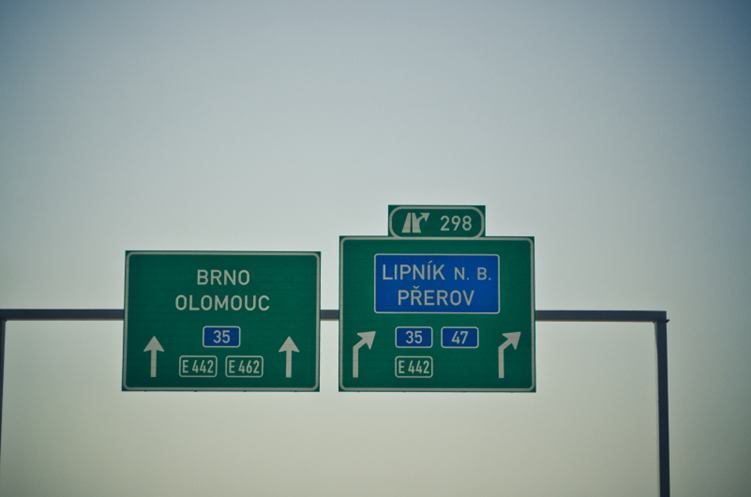 BRNO
OLOMOUC
35
E 442 E 462
298
LIPNÍK N. B.
PŘEROV
35 47
E 442